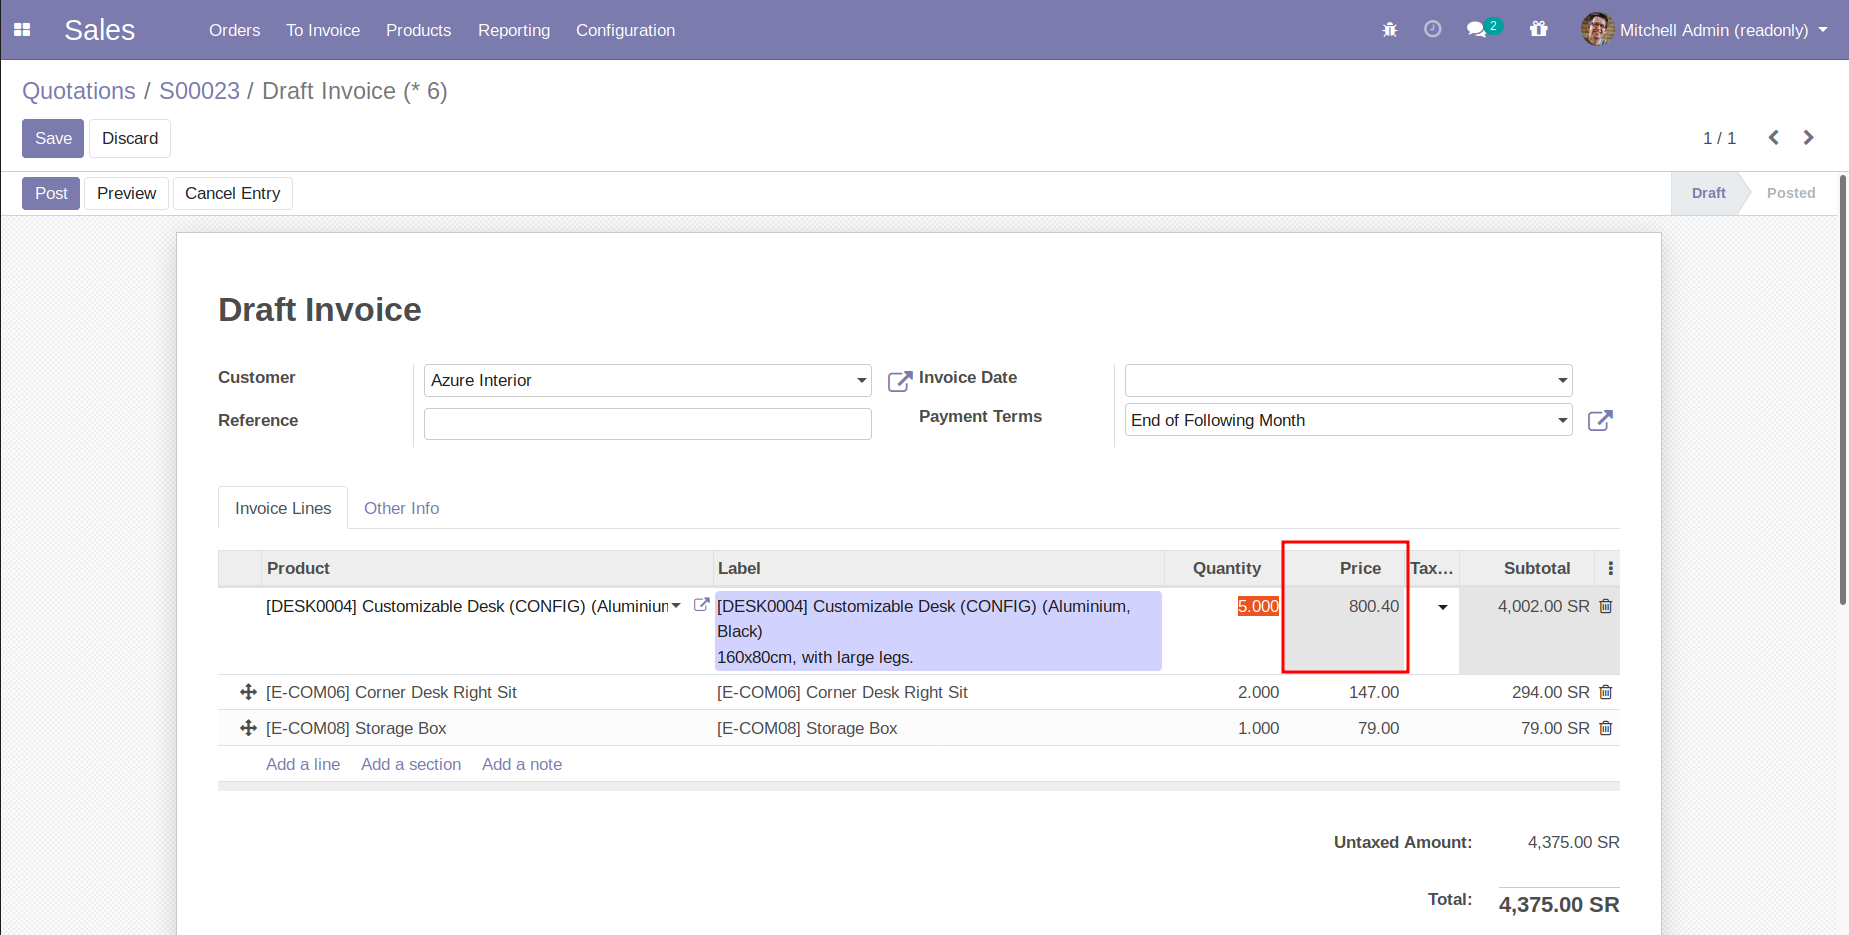 Sales Orders To Invoice Products Reporting Configuration 2 Mitchell Admin (readonly)
Quotations / S00023 / Draft Invoice (* 6)
Save Discard 1 / 1
Post Preview Cancel Entry Draft Posted
Draft Invoice
Customer Azure Interior Invoice Date
Reference Payment Terms End of Following Month
Invoice Lines Other Info
Product Label Quantity Price Tax... Subtotal
[DESK0004] Customizable Desk (CONFIG) (Aluminiun [DESK0004] Customizable Desk (CONFIG) (Aluminium, 5.000 800.40 4,002.00 SR
Black)
160x80cm, with large legs.
[E-COM06] Corner Desk Right Sit [E-COM06] Corner Desk Right Sit 2.000 147.00 294.00 SR
[E-COM08] Storage Box [E-COM08] Storage Box 1.000 79.00 79.00 SR
Add a line Add a section Add a note
Untaxed Amount: 4,375.00 SR
Total: 4,375.00 SR